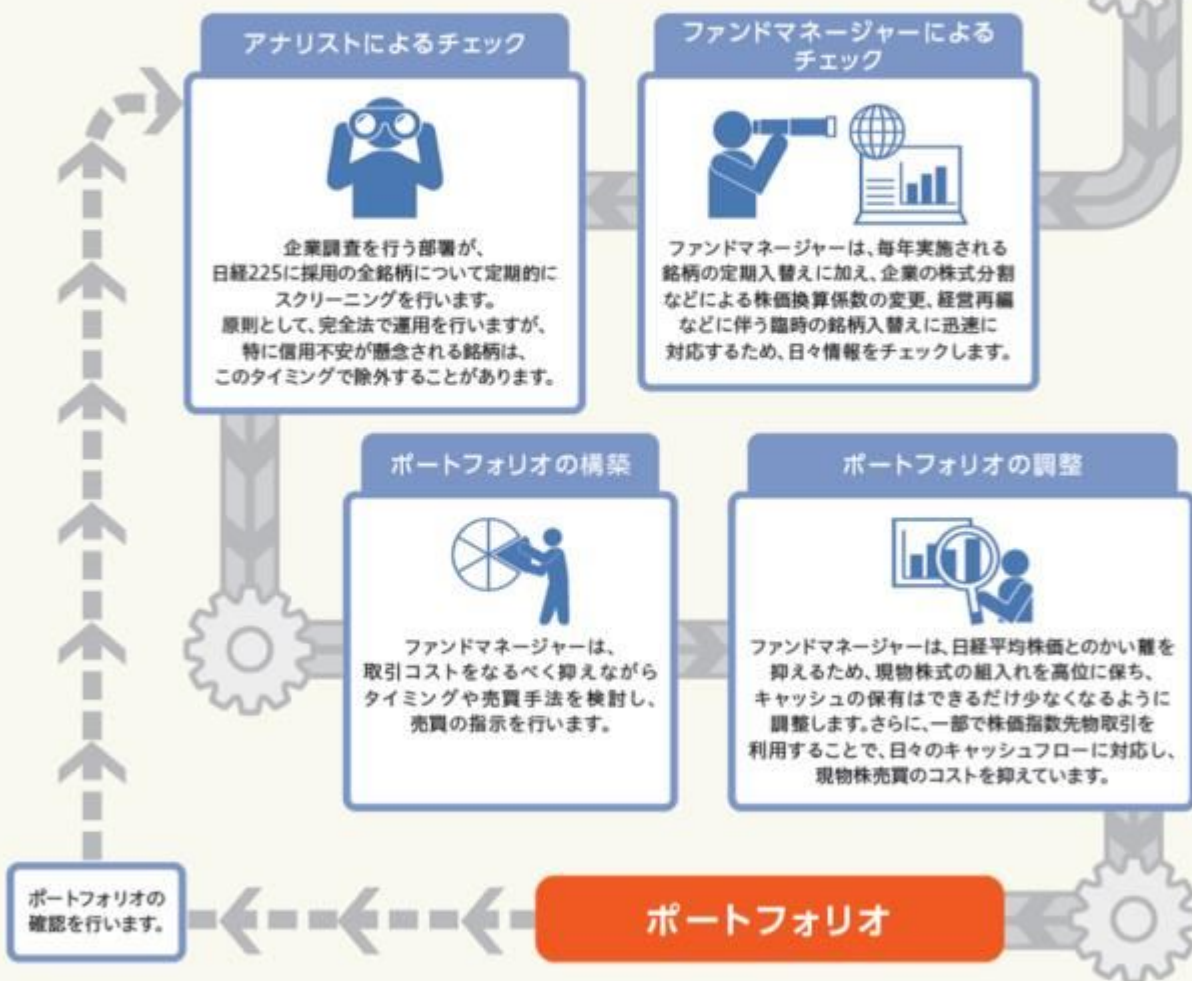 アナリストによるチェック
ファンドマネージャーによる
チェック
企業調査を行う部署が、
日経225に採用の全銘柄について定期的に
スクリーニングを行います。
原則として、完全法で運用を行いますが、
特に信用不安が懸念される銘柄は、
このタイミングで除外することがあります。
ファンドマネージャーは、毎年実施される
銘柄の定期入替えに加え、企業の株式分割
などによる株価換算係数の変更、経営再編
などに伴う臨時の銘柄入替えに迅速に
対応するため、日々情報をチェックします。
ポートフォリオの構築
ファンドマネージャーは、
取引コストをなるべく抑えながら
タイミングや売買手法を検討し、
売買の指示を行います。
ポートフォリオの調整
ファンドマネージャーは、日経平均株価とのかい離を
抑えるため、現物株式の組入れを高位に保ち、
キャッシュの保有はできるだけ少なくなるように
調整します。さらに、一部で株価指数先物取引を
利用することで、日々のキャッシュフローに対応し、
現物株売買のコストを抑えています。
ポートフォリオの
確認を行います。
ポートフォリオ